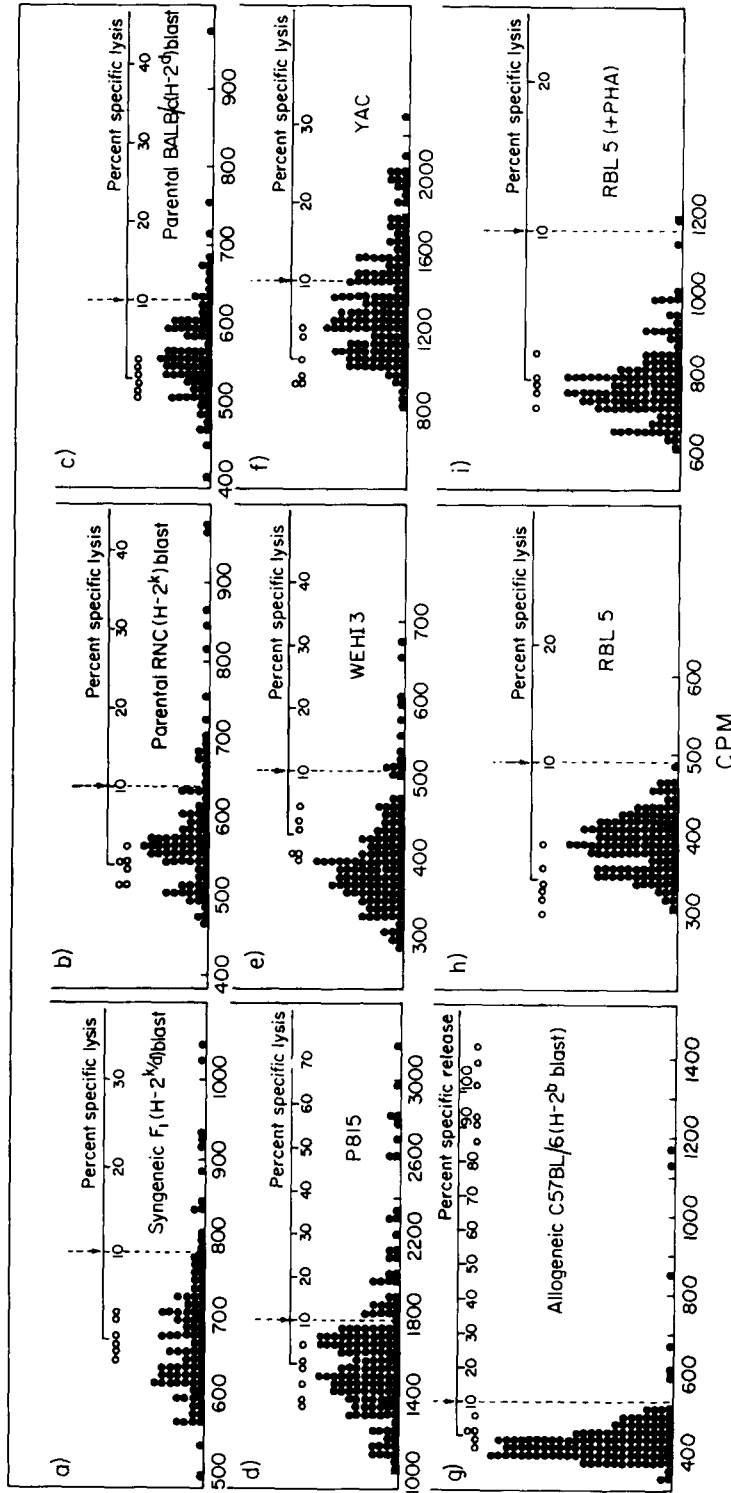 a)
Percent specific lysis
10 20 30
Syngeneic F₁ (H-2ᵏ/ᵈ) blast
500 600 700 800 900 1000
b)
Percent specific lysis
10 20 30 40
Parental RNC (H-2ᵏ) blast
400 500 600 700 800 900
c)
Percent specific lysis
10 20 30 40
Parental BALB/c(H-2ᵈ) blast
400 500 600 700 800 900
d)
Percent specific lysis
10 20 30 40 50 60 70
P815
1000 1400 1800 2200 2600 3000
e)
Percent specific lysis
10 20 30 40
WEHI 3
300 400 500 600 700
f)
Percent specific lysis
10 20 30
YAC
800 1200 1600 2000
g)
Percent specific release
10 20 30 40 50 60 70 80 90 100
Allogeneic C57BL/6 (H-2ᵇ blast)
400 600 800 1000 1200 1400
h)
Percent specific lysis
10 20
RBL 5
300 400 500 600
i)
Percent specific lysis
10 20
RBL 5 (+PHA)
600 800 1000 1200
CPM